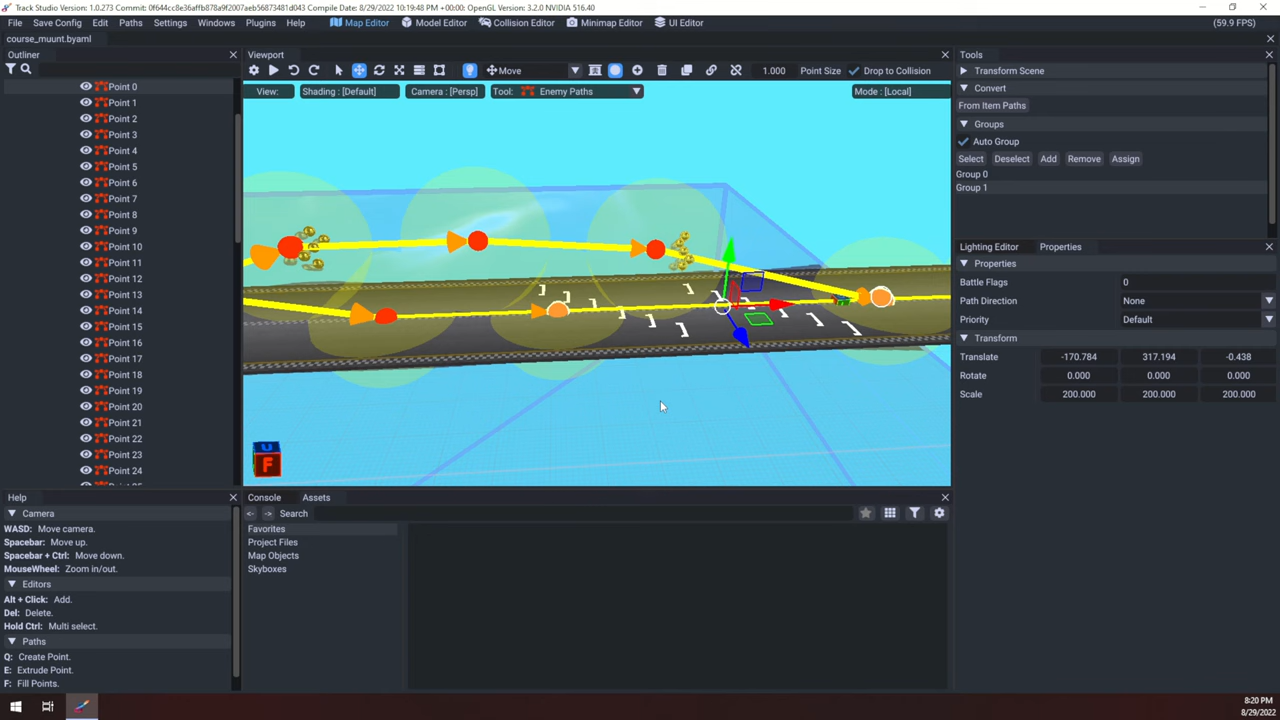 Track Studio Version: 1.0.273 Commit: 0f644cc8e36affb878a9f2007aeb56873481d043 Compile Date: 8/29/2022 10:19:48 PM +00:00: OpenGL Version: 3.2.0 NVIDIA 516.40
File Save Config Edit Paths Settings Windows Plugins Help Map Editor Model Editor Collision Editor Minimap Editor UI Editor (59.9 FPS)
course_muunt.byaml
Outliner
Point 0
Point 1
Point 2
Point 3
Point 4
Point 5
Point 6
Point 7
Point 8
Point 9
Point 10
Point 11
Point 12
Point 13
Point 14
Point 15
Point 16
Point 17
Point 18
Point 19
Point 20
Point 21
Point 22
Point 23
Point 24
Viewport
Move 1.000 Point Size Drop to Collision
View: Shading : [Default] Camera : [Persp] Tool: Enemy Paths Mode : [Local]
U
F
Tools
Transform Scene
Convert
From Item Paths
Groups
Auto Group
Select Deselect Add Remove Assign
Group 0
Group 1
Lighting Editor Properties
Properties
Battle Flags 0
Path Direction None
Priority Default
Transform
Translate -170.784 317.194 -0.438
Rotate 0.000 0.000 0.000
Scale 200.000 200.000 200.000
Help
Camera
WASD: Move camera.
Spacebar: Move up.
Spacebar + Ctrl: Move down.
MouseWheel: Zoom in/out.
Editors
Alt + Click: Add.
Del: Delete.
Hold Ctrl: Multi select.
Paths
Q: Create Point.
E: Extrude Point.
F: Fill Points.
Console Assets
<- -> Search
Favorites
Project Files
Map Objects
Skyboxes
8:20 PM
8/29/2022